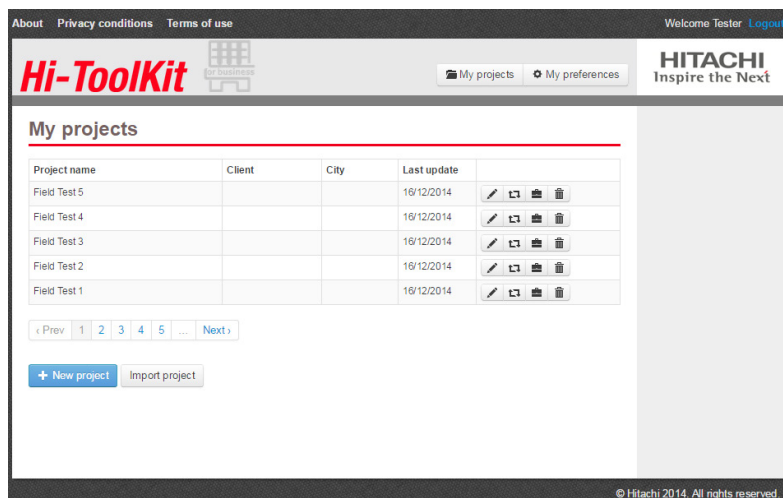 About Privacy conditions Terms of use Welcome Tester Logout
Hi-ToolKit for business My projects My preferences HITACHI
Inspire the Next
My projects
Project name Client City Last update
Field Test 5 16/12/2014
Field Test 4 16/12/2014
Field Test 3 16/12/2014
Field Test 2 16/12/2014
Field Test 1 16/12/2014
‹ Prev 1 2 3 4 5 ... Next ›
+ New project Import project
© Hitachi 2014. All rights reserved.